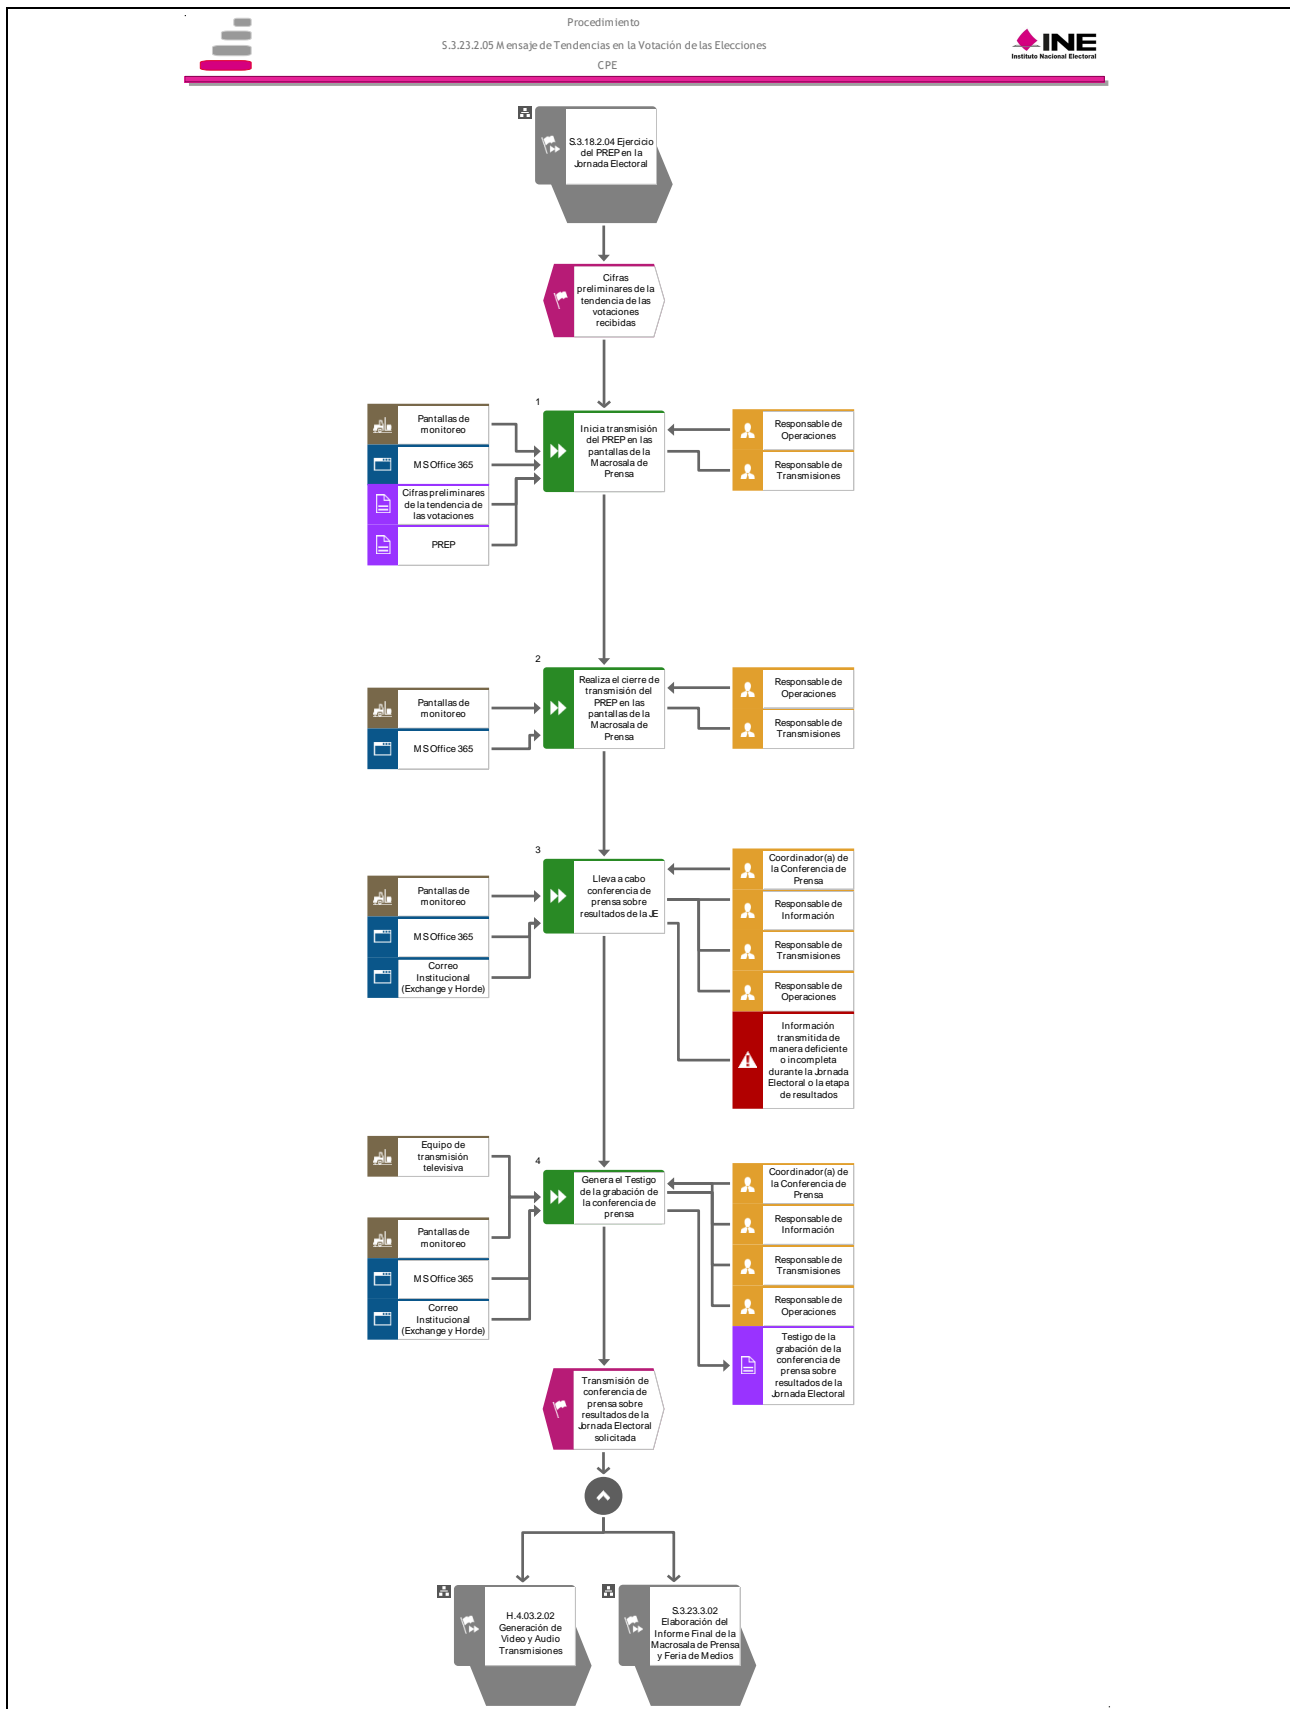 Procedimiento
S.3.23.2.05 Mensaje de Tendencias en la Votación de las Elecciones
CPE
INE
Instituto Nacional Electoral
S.3.18.2.04 Ejercicio
del PREP en la
Jornada Electoral
Cifras
preliminares de la
tendencia de las
votaciones
recibidas
1
Pantallas de
monitoreo
MS Office 365
Cifras preliminares
de la tendencia de
las votaciones
PREP
Inicia transmisión
del PREP en las
pantallas de la
Macrosala de
Prensa
Responsable de
Operaciones
Responsable de
Transmisiones
2
Pantallas de
monitoreo
MS Office 365
Realiza el cierre de
transmisión del
PREP en las
pantallas de la
Macrosala de
Prensa
Responsable de
Operaciones
Responsable de
Transmisiones
3
Pantallas de
monitoreo
MS Office 365
Correo
Institucional
(Exchange y Horde)
Lleva a cabo
conferencia de
prensa sobre
resultados de la JE
Coordinador(a) de
la Conferencia de
Prensa
Responsable de
Información
Responsable de
Transmisiones
Responsable de
Operaciones
Información
transmitida de
manera deficiente
o incompleta
durante la Jornada
Electoral o la etapa
de resultados
4
Equipo de
transmisión
televisiva
Pantallas de
monitoreo
MS Office 365
Correo
Institucional
(Exchange y Horde)
Genera el Testigo
de la grabación de
la conferencia de
prensa
Coordinador(a) de
la Conferencia de
Prensa
Responsable de
Información
Responsable de
Transmisiones
Responsable de
Operaciones
Testigo de la
grabación de la
conferencia de
prensa sobre
resultados de la
Jornada Electoral
Transmisión de
conferencia de
prensa sobre
resultados de la
Jornada Electoral
solicitada
H.4.03.2.02
Generación de
Video y Audio
Transmisiones
S.3.23.3.02
Elaboración del
Informe Final de la
Macrosala de Prensa
y Feria de Medios